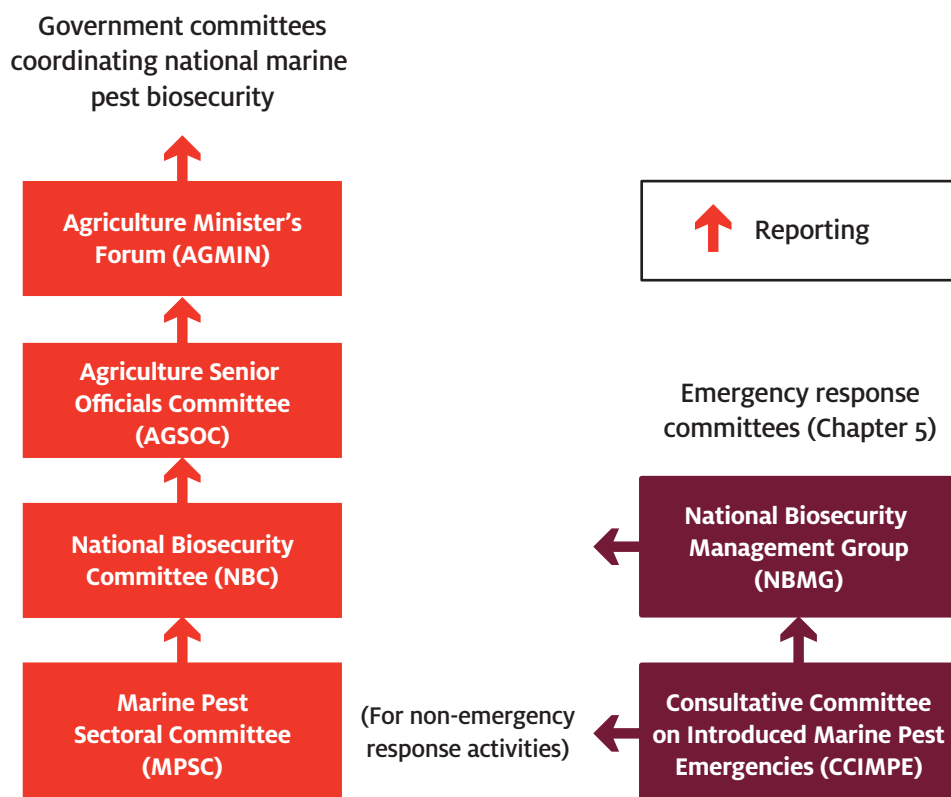 Government committees
coordinating national marine
pest biosecurity
Agriculture Minister’s
Forum (AGMIN)
Reporting
Agriculture Senior
Officials Committee
(AGSOC)
Emergency response
committees (Chapter 5)
National Biosecurity
Committee (NBC)
National Biosecurity
Management Group
(NBMG)
Marine Pest
Sectoral Committee
(MPSC)
(For non-emergency
response activities)
Consultative Committee
on Introduced Marine Pest
Emergencies (CCIMPE)